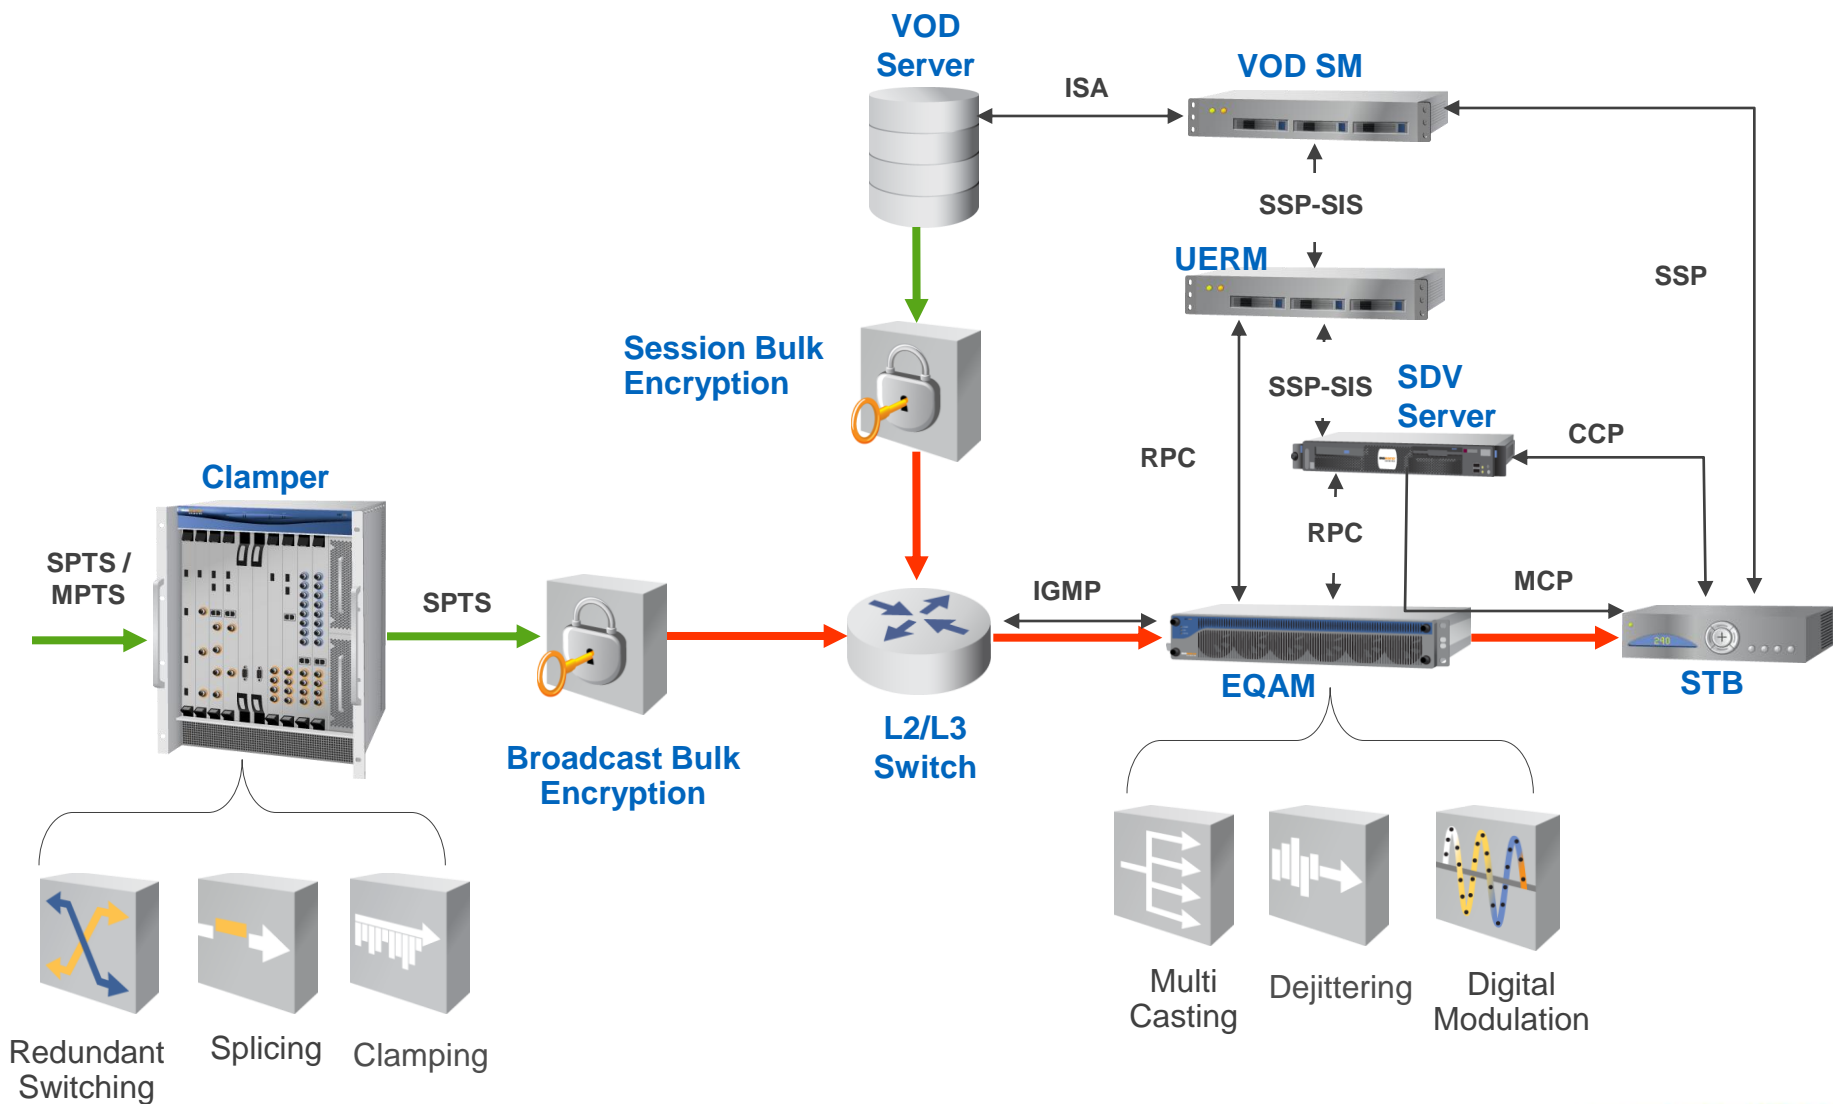 VOD
Server
ISA
VOD SM
SSP-SIS
UERM
SSP
Session Bulk
Encryption
SSP-SIS
SDV
Server
CCP
RPC
Clamper
RPC
SPTS /
MPTS
SPTS
IGMP
MCP
240
EQAM
STB
L2/L3
Switch
Broadcast Bulk
Encryption
Multi
Casting
Dejittering
Digital
Modulation
Redundant
Switching
Splicing
Clamping